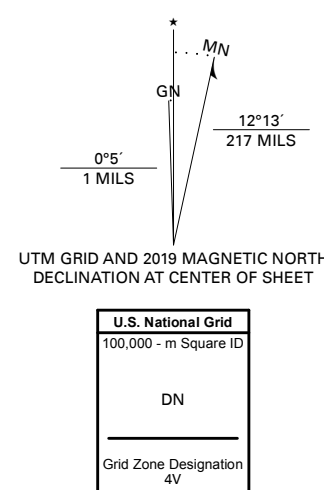 ★
MN
GN
12°13´
217 MILS
0°5´
1 MILS
UTM GRID AND 2019 MAGNETIC NORTH
DECLINATION AT CENTER OF SHEET
U.S. National Grid
100,000 - m Square ID
DN
Grid Zone Designation
4V